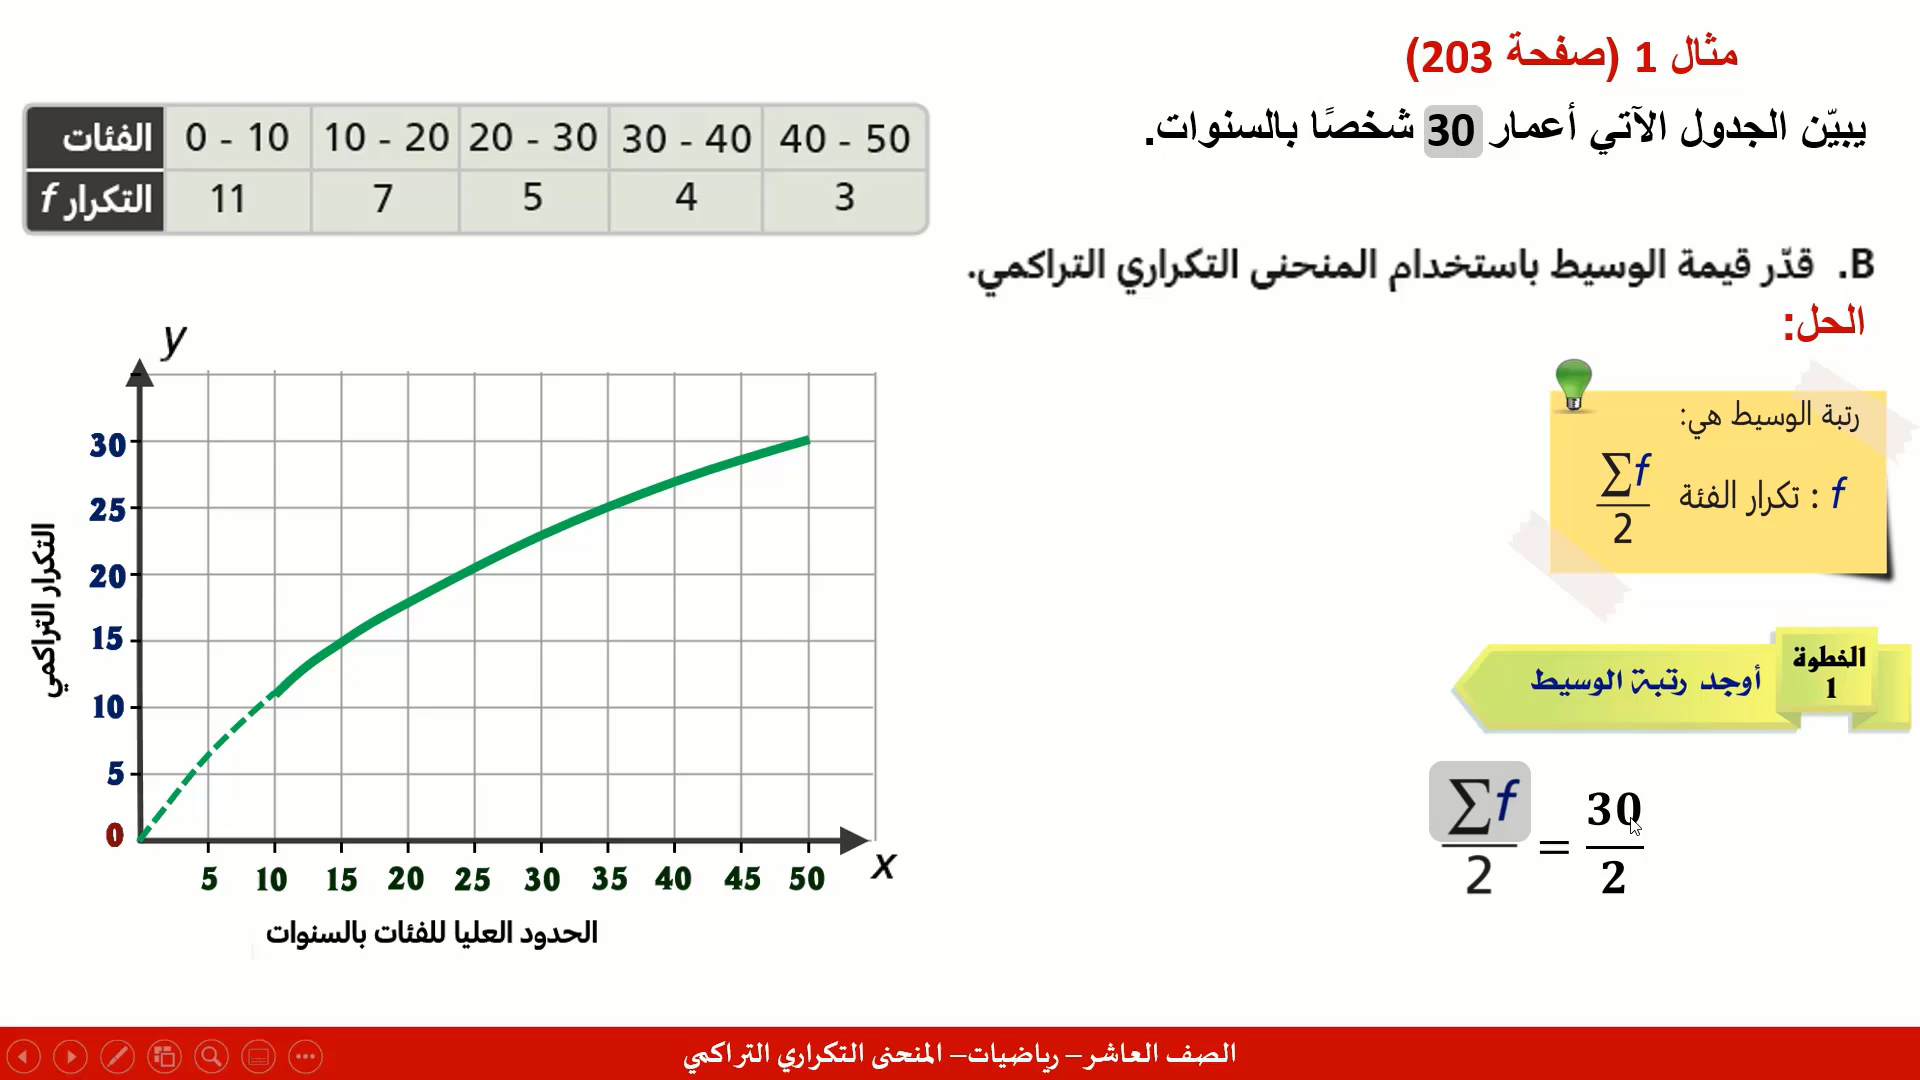 مثال 1 (صفحة 203)
يبيّن الجدول الآتي أعمار 30 شخصًا بالسنوات.
الفئات 0 - 10 10 - 20 20 - 30 30 - 40 40 - 50
التكرار f 11 7 5 4 3
B. قدّر قيمة الوسيط باستخدام المنحنى التكراري التراكمي.
الحل:
رتبة الوسيط هي:
∑f / 2 f : تكرار الفئة
الخطوة 1
أوجد رتبة الوسيط
∑f / 2 = 30 / 2
y
30
25
20
15
10
5
0
5 10 15 20 25 30 35 40 45 50
x
التكرار التراكمي
الحدود العليا للفئات بالسنوات
الصف العاشر – رياضيات – المنحنى التكراري التراكمي